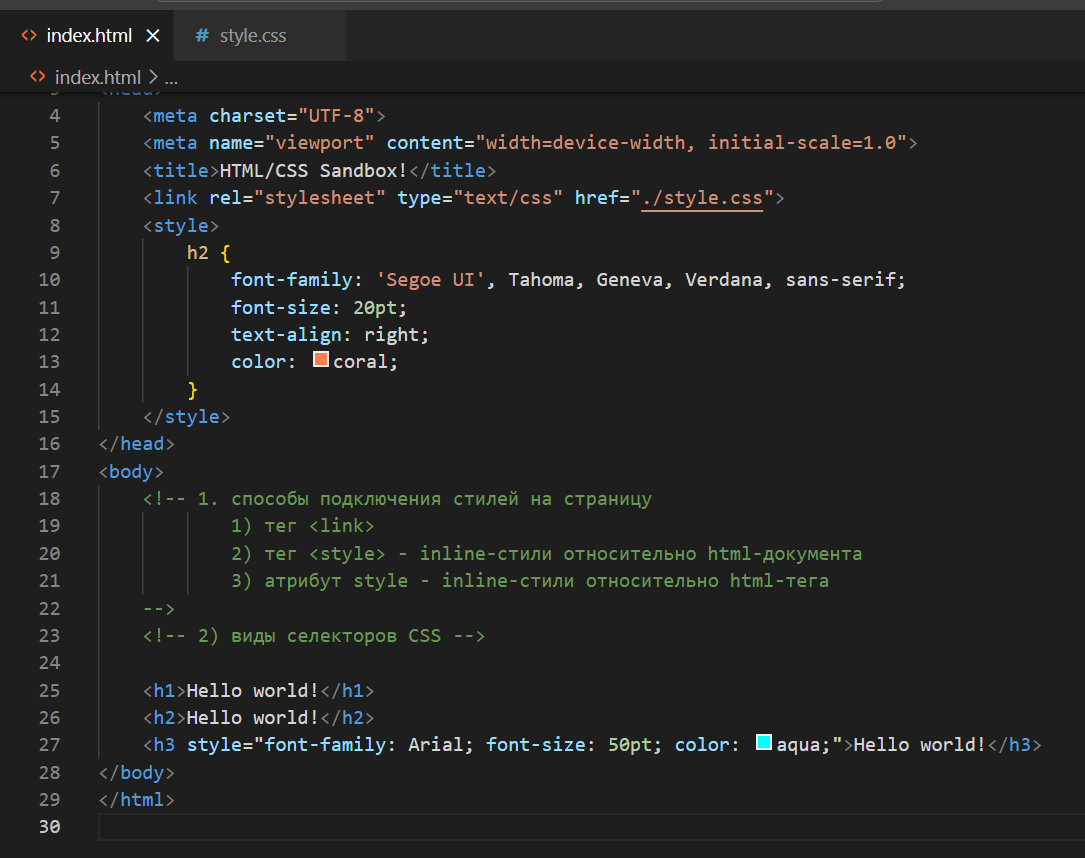 index.html
# style.css
index.html > ...
3 <head>
4 <meta charset="UTF-8">
5 <meta name="viewport" content="width=device-width, initial-scale=1.0">
6 <title>HTML/CSS Sandbox!</title>
7 <link rel="stylesheet" type="text/css" href="./style.css">
8 <style>
9 h2 {
10 font-family: 'Segoe UI', Tahoma, Geneva, Verdana, sans-serif;
11 font-size: 20pt;
12 text-align: right;
13 color: coral;
14 }
15 </style>
16 </head>
17 <body>
18 <!-- 1. способы подключения стилей на страницу
19 1) тег <link>
20 2) тег <style> - inline-стили относительно html-документа
21 3) атрибут style - inline-стили относительно html-тега
22 -->
23 <!-- 2) виды селекторов CSS -->
24
25 <h1>Hello world!</h1>
26 <h2>Hello world!</h2>
27 <h3 style="font-family: Arial; font-size: 50pt; color: aqua;">Hello world!</h3>
28 </body>
29 </html>
30